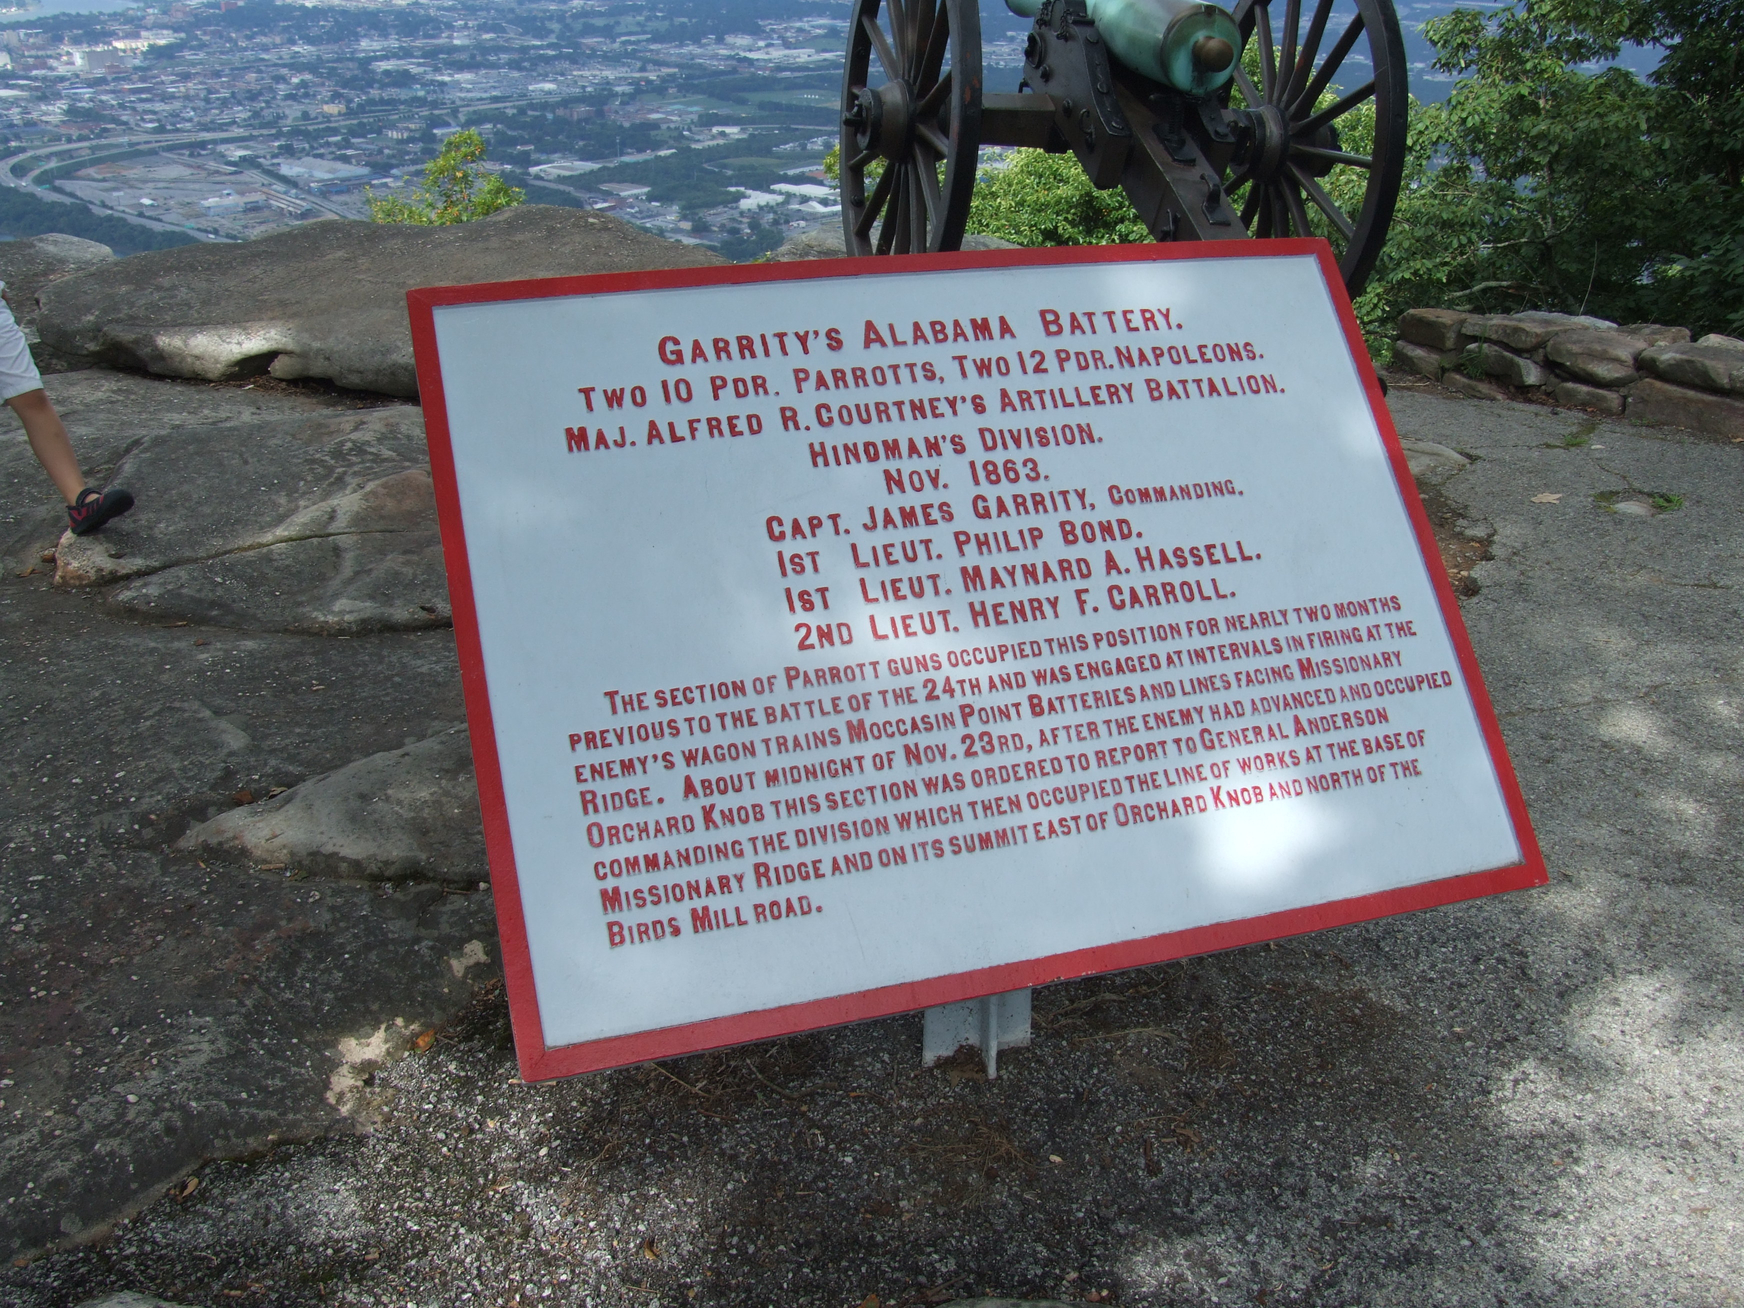 GARRITY'S ALABAMA BATTERY.
TWO 10 PDR. PARROTTS, TWO 12 PDR. NAPOLEONS.
MAJ. ALFRED R. COURTNEY'S ARTILLERY BATTALION.
HINDMAN'S DIVISION.
NOV. 1863.
CAPT. JAMES GARRITY, COMMANDING.
1ST LIEUT. PHILIP BOND.
1ST LIEUT. MAYNARD A. HASSELL.
2ND LIEUT. HENRY F. CARROLL.
THE SECTION OF PARROTT GUNS OCCUPIED THIS POSITION FOR NEARLY TWO MONTHS
PREVIOUS TO THE BATTLE OF THE 24TH AND WAS ENGAGED AT INTERVALS IN FIRING AT THE
ENEMY'S WAGON TRAINS MOCCASIN POINT BATTERIES AND LINES FACING MISSIONARY
RIDGE. ABOUT MIDNIGHT OF NOV. 23RD, AFTER THE ENEMY HAD ADVANCED AND OCCUPIED
ORCHARD KNOB THIS SECTION WAS ORDERED TO REPORT TO GENERAL ANDERSON
COMMANDING THE DIVISION WHICH THEN OCCUPIED THE LINE OF WORKS AT THE BASE OF
MISSIONARY RIDGE AND ON ITS SUMMIT EAST OF ORCHARD KNOB AND NORTH OF THE
BIRDS MILL ROAD.